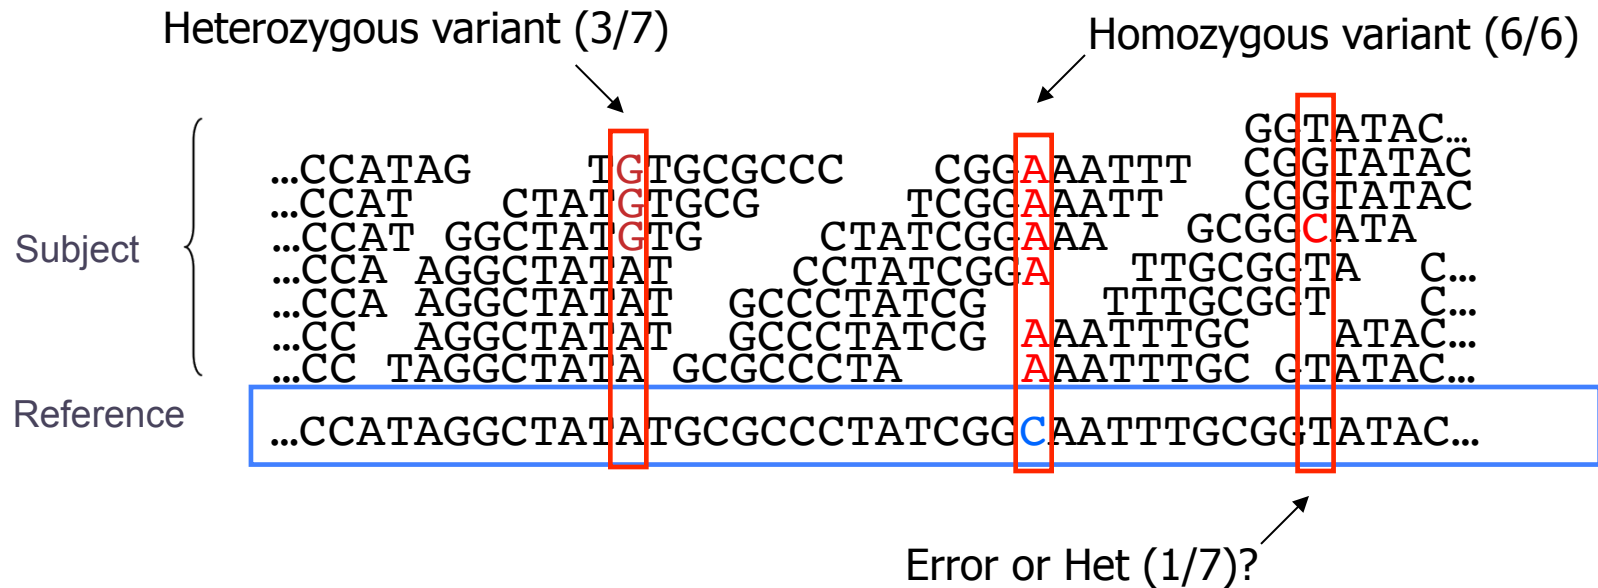 Heterozygous variant (3/7)
Homozygous variant (6/6)
GGTATAC…
…CCATAG TGTGCGCCC CGGAAATTT CGGTATAC
…CCAT CTATGTGCG TCGGAAATT CGGTATAC
…CCAT GGCTATGTG CTATCGGAAA GCGGCATA
Subject
…CCA AGGCTATAT CCTATCGGA TTGCGGTA C…
…CCA AGGCTATAT GCCCTATCG TTTGCGGT C…
…CC AGGCTATAT GCCCTATCG AAATTTGC ATAC…
…CC TAGGCTATA GCGCCCTA AAATTTGC GTATAC…
Reference
…CCATAGGCTATATGCGCCCTATCGGCAATTTGCGGTATAC…
Error or Het (1/7)?